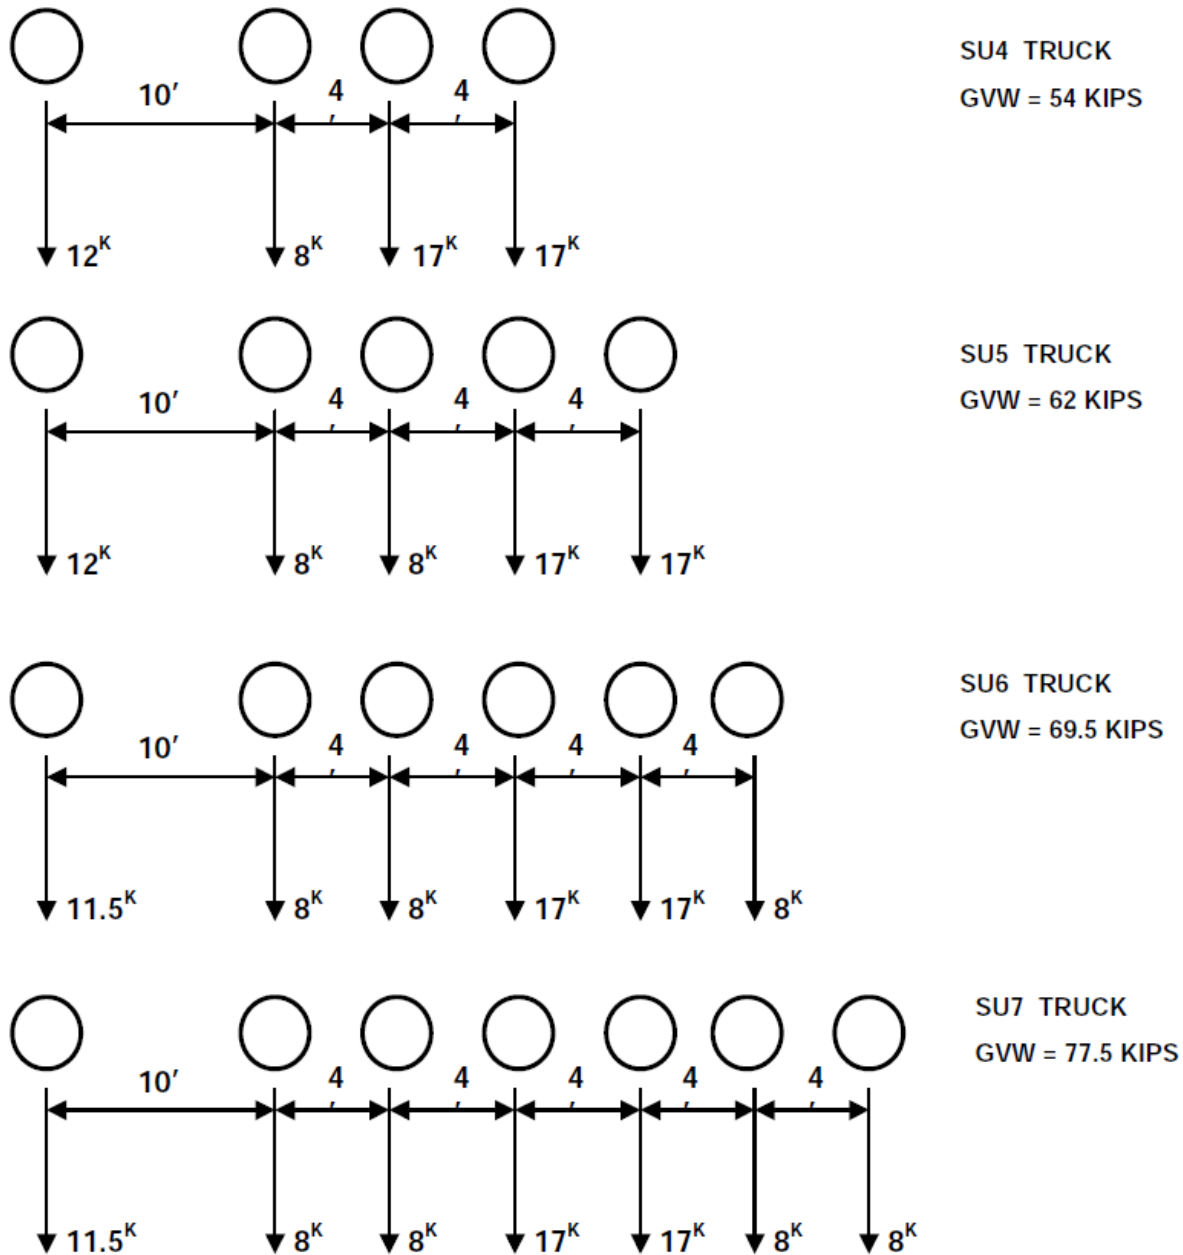 SU4 TRUCK
GVW = 54 KIPS
10' 4' 4'
12K 8K 17K 17K
SU5 TRUCK
GVW = 62 KIPS
10' 4' 4' 4'
12K 8K 8K 17K 17K
SU6 TRUCK
GVW = 69.5 KIPS
10' 4' 4' 4' 4'
11.5K 8K 8K 17K 17K 8K
SU7 TRUCK
GVW = 77.5 KIPS
10' 4' 4' 4' 4' 4'
11.5K 8K 8K 17K 17K 8K 8K